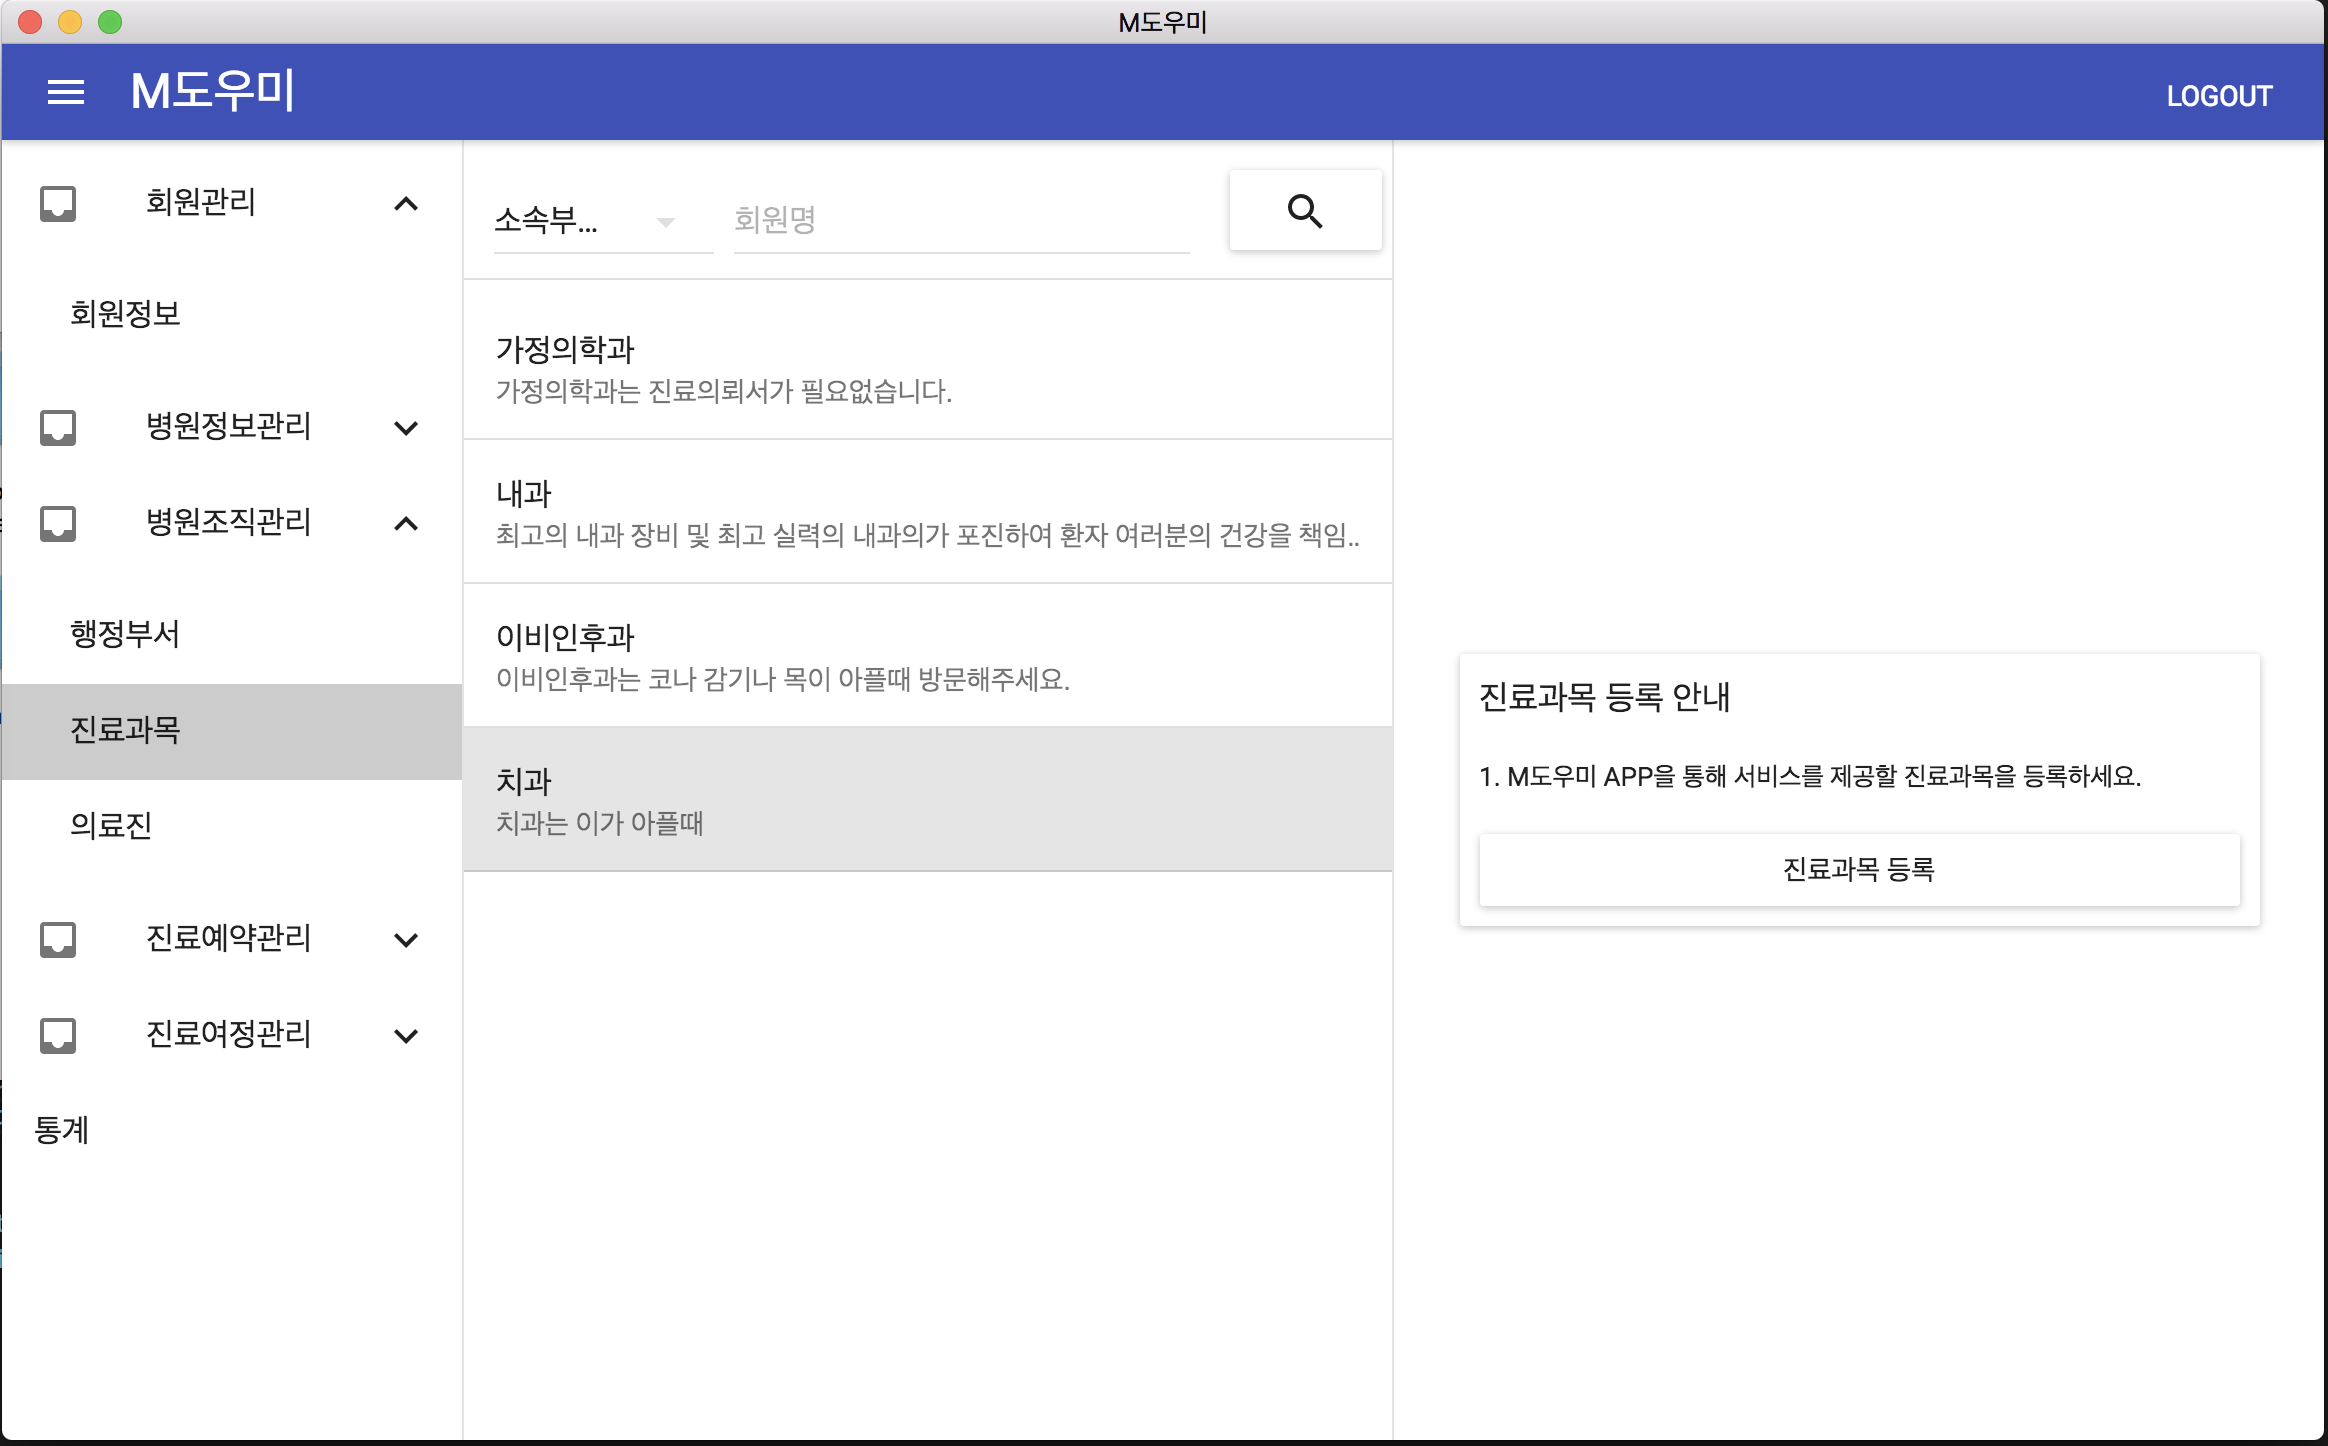 M도우미
M도우미
LOGOUT
회원관리
회원정보
병원정보관리
병원조직관리
행정부서
진료과목
의료진
진료예약관리
진료여정관리
통계
소속부...
회원명
가정의학과
가정의학과는 진료의뢰서가 필요없습니다.
내과
최고의 내과 장비 및 최고 실력의 내과의가 포진하여 환자 여러분의 건강을 책임..
이비인후과
이비인후과는 코나 감기나 목이 아플때 방문해주세요.
치과
치과는 이가 아플때
진료과목 등록 안내
1. M도우미 APP을 통해 서비스를 제공할 진료과목을 등록하세요.
진료과목 등록